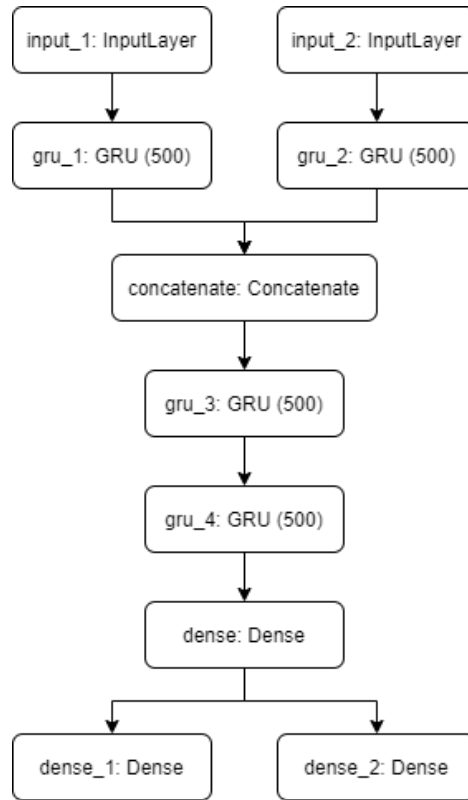 input_1: InputLayer
input_2: InputLayer
gru_1: GRU (500)
gru_2: GRU (500)
concatenate: Concatenate
gru_3: GRU (500)
gru_4: GRU (500)
dense: Dense
dense_1: Dense
dense_2: Dense